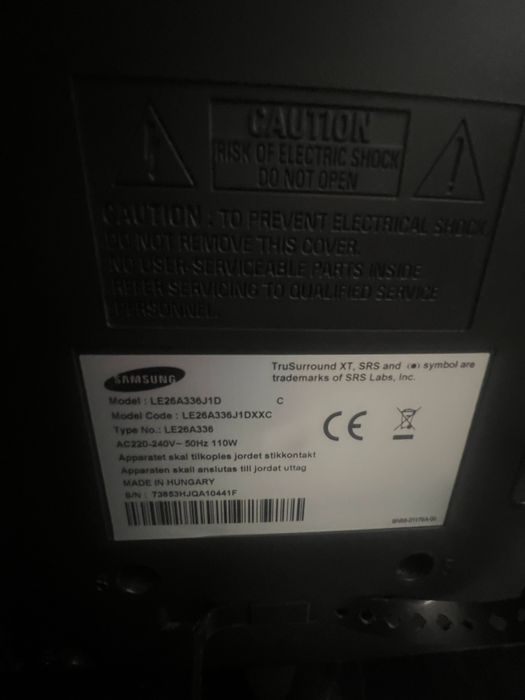 CAUTION
RISK OF ELECTRIC SHOCK
DO NOT OPEN
CAUTION : TO PREVENT ELECTRICAL SHOCK
DO NOT REMOVE THIS COVER.
NO USER-SERVICEABLE PARTS INSIDE
REFER SERVICING TO QUALIFIED SERVICE
PERSONNEL.
SAMSUNG
TruSurround XT, SRS and (●) symbol are
trademarks of SRS Labs, Inc.
Model : LE26A336J1D C
Model Code : LE26A336J1DXXC
Type No.: LE26A336
AC220-240V~ 50Hz 110W
Apparatet skal tilkoples jordet stikkontakt
Apparaten skall anslutas till jordat uttag
MADE IN HUNGARY
S/N : 73853HJQA10441F
CE